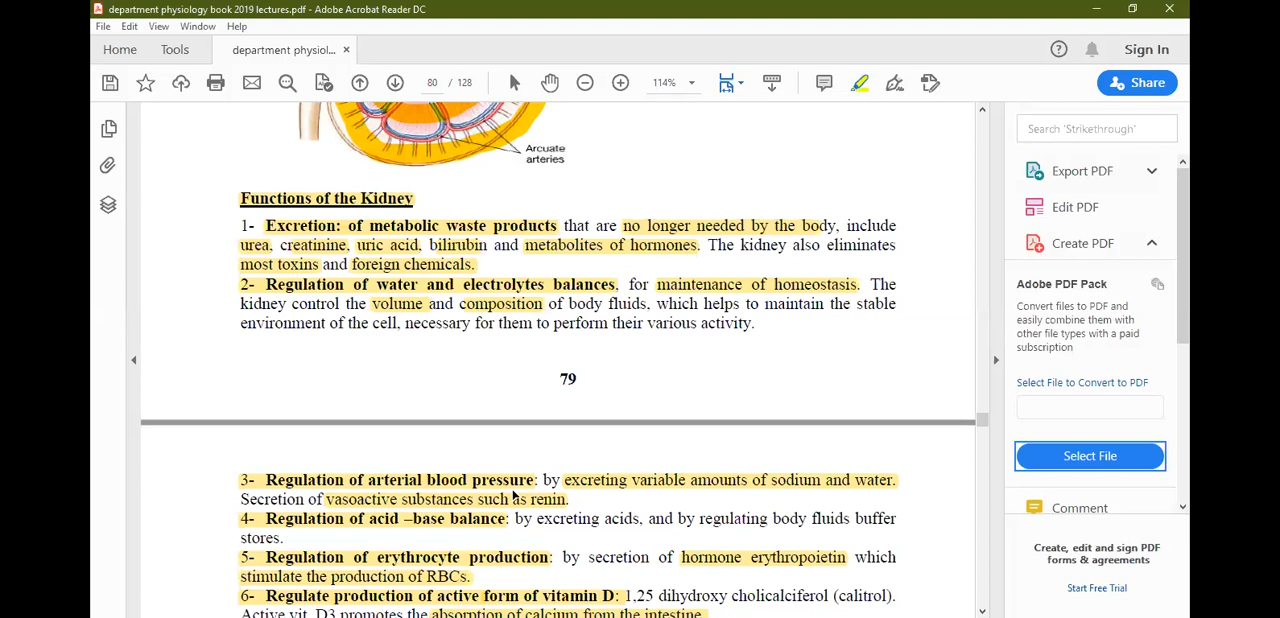 department physiology book 2019 lectures.pdf - Adobe Acrobat Reader DC
File Edit View Window Help
Home Tools department physiol... × Sign In
80 / 128 114% Share
Arcuate
arteries
Functions of the Kidney
1- Excretion: of metabolic waste products that are no longer needed by the body, include
urea, creatinine, uric acid, bilirubin and metabolites of hormones. The kidney also eliminates
most toxins and foreign chemicals.
2- Regulation of water and electrolytes balances, for maintenance of homeostasis. The
kidney control the volume and composition of body fluids, which helps to maintain the stable
environment of the cell, necessary for them to perform their various activity.
79
3- Regulation of arterial blood pressure: by excreting variable amounts of sodium and water.
Secretion of vasoactive substances such as renin.
4- Regulation of acid –base balance: by excreting acids, and by regulating body fluids buffer
stores.
5- Regulation of erythrocyte production: by secretion of hormone erythropoietin which
stimulate the production of RBCs.
6- Regulate production of active form of vitamin D: 1,25 dihydroxy cholicalciferol (calitrol).
Active vit. D3 promotes the absorption of calcium from the intestine.
Search 'Strikethrough'
Export PDF
Edit PDF
Create PDF
Adobe PDF Pack
Convert files to PDF and
easily combine them with
other file types with a paid
subscription
Select File to Convert to PDF
Select File
Comment
Create, edit and sign PDF
forms & agreements
Start Free Trial